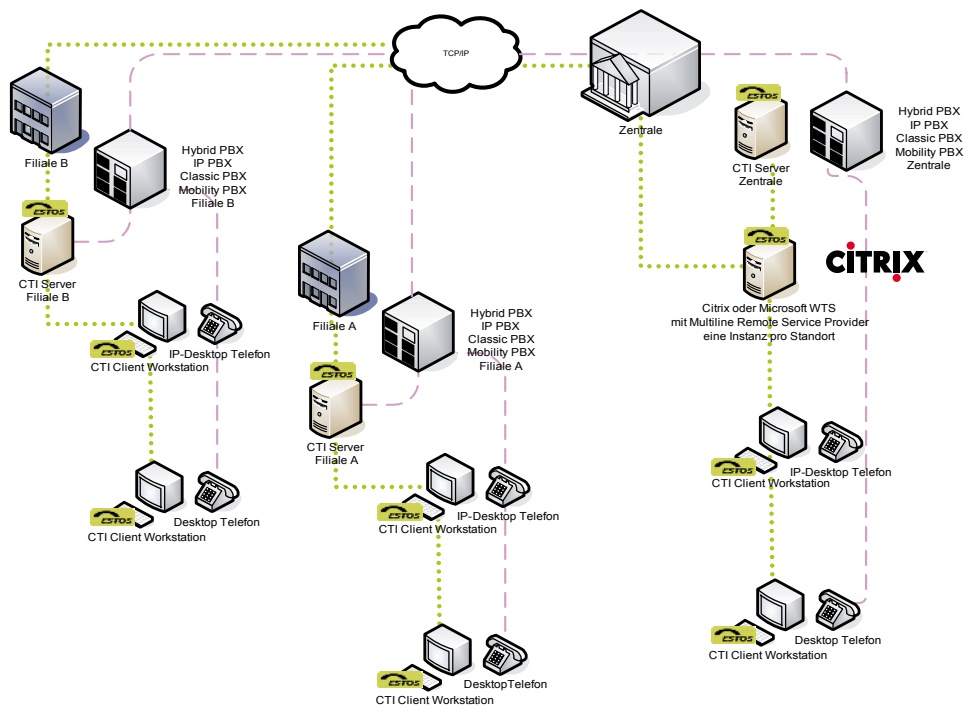 TCP/IP
Filiale B
Hybrid PBX
IP PBX
Classic PBX
Mobility PBX
Filiale B
ESTOS
CTI Server
Filiale B
ESTOS
CTI Client Workstation
IP-Desktop Telefon
ESTOS
CTI Client Workstation
Desktop Telefon
Filiale A
Hybrid PBX
IP PBX
Classic PBX
Mobility PBX
Filiale A
ESTOS
CTI Server
Filiale A
ESTOS
CTI Client Workstation
IP-Desktop Telefon
ESTOS
CTI Client Workstation
DesktopTelefon
Zentrale
ESTOS
CTI Server
Zentrale
Hybrid PBX
IP PBX
Classic PBX
Mobility PBX
Zentrale
ESTOS
CiTRiX
Citrix oder Microsoft WTS
mit Multiline Remote Service Provider
eine Instanz pro Standort
ESTOS
CTI Client Workstation
IP-Desktop Telefon
ESTOS
CTI Client Workstation
Desktop Telefon